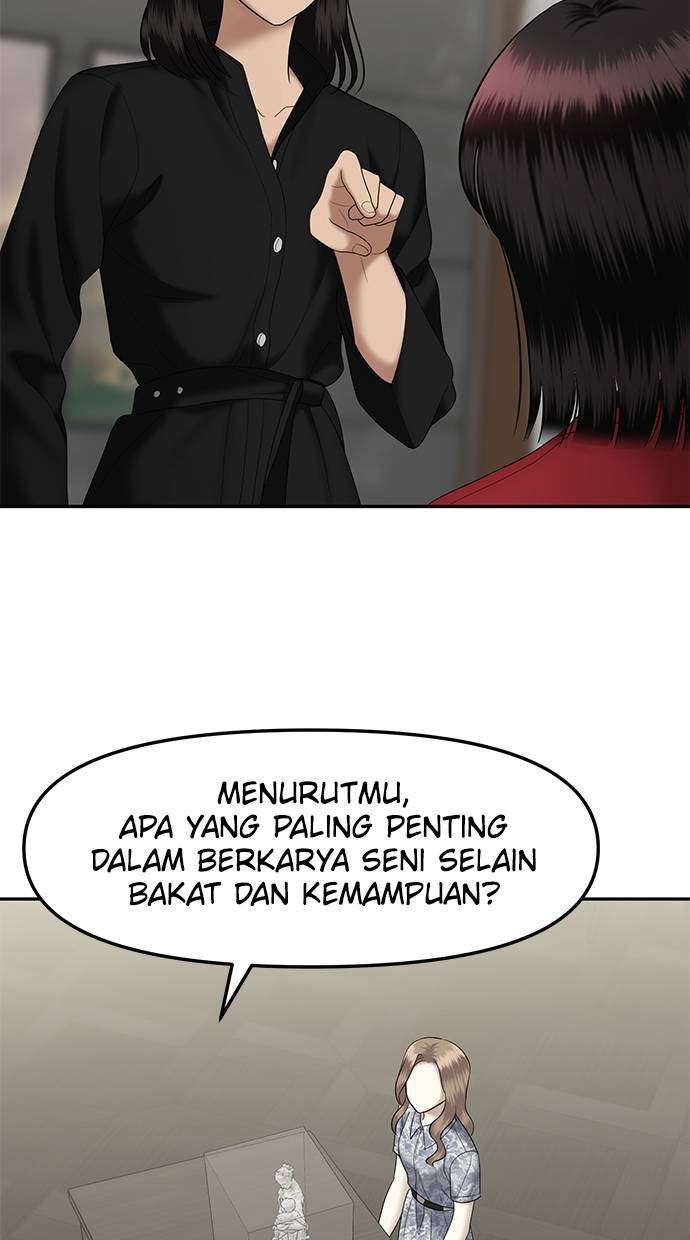 MENURUTMU,
APA YANG PALING PENTING
DALAM BERKARYA SENI SELAIN
BAKAT DAN KEMAMPUAN?